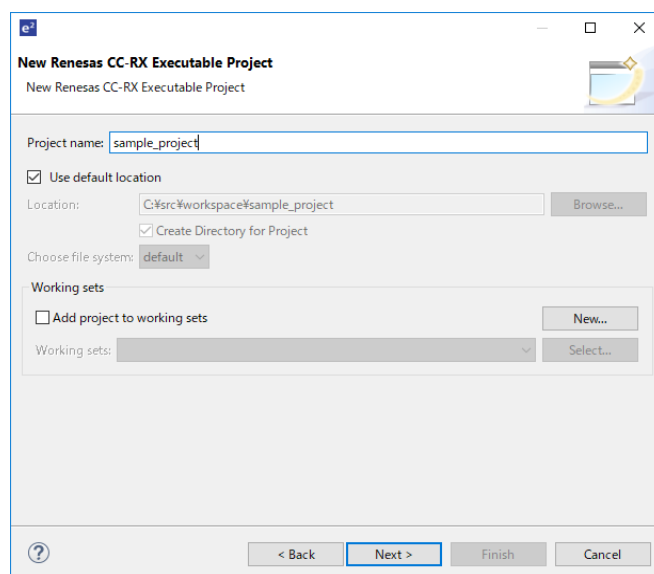 e²
New Renesas CC-RX Executable Project
New Renesas CC-RX Executable Project
Project name: sample_project
Use default location
Location: C:¥src¥workspace¥sample_project Browse...
Create Directory for Project
Choose file system: default
Working sets
Add project to working sets New...
Working sets: Select...
? < Back Next > Finish Cancel